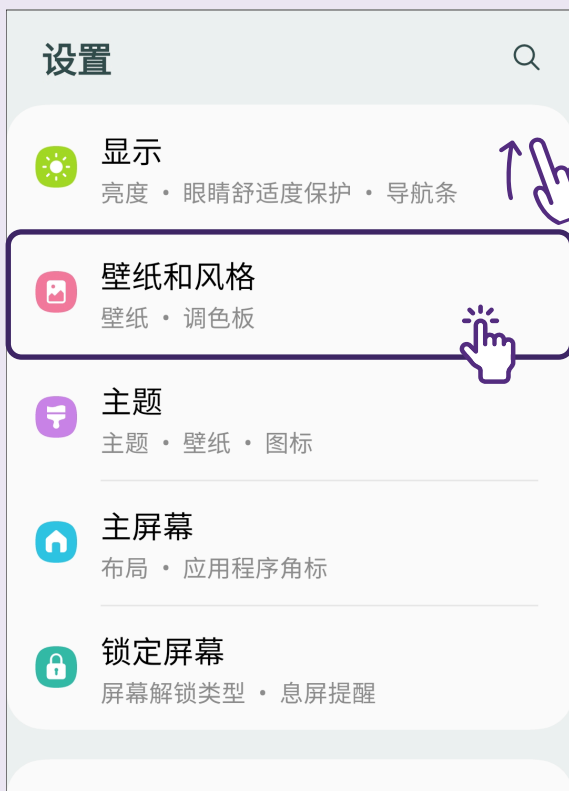 设置
显示
亮度 • 眼睛舒适度保护 • 导航条
壁纸和风格
壁纸 • 调色板
主题
主题 • 壁纸 • 图标
主屏幕
布局 • 应用程序角标
锁定屏幕
屏幕解锁类型 • 息屏提醒